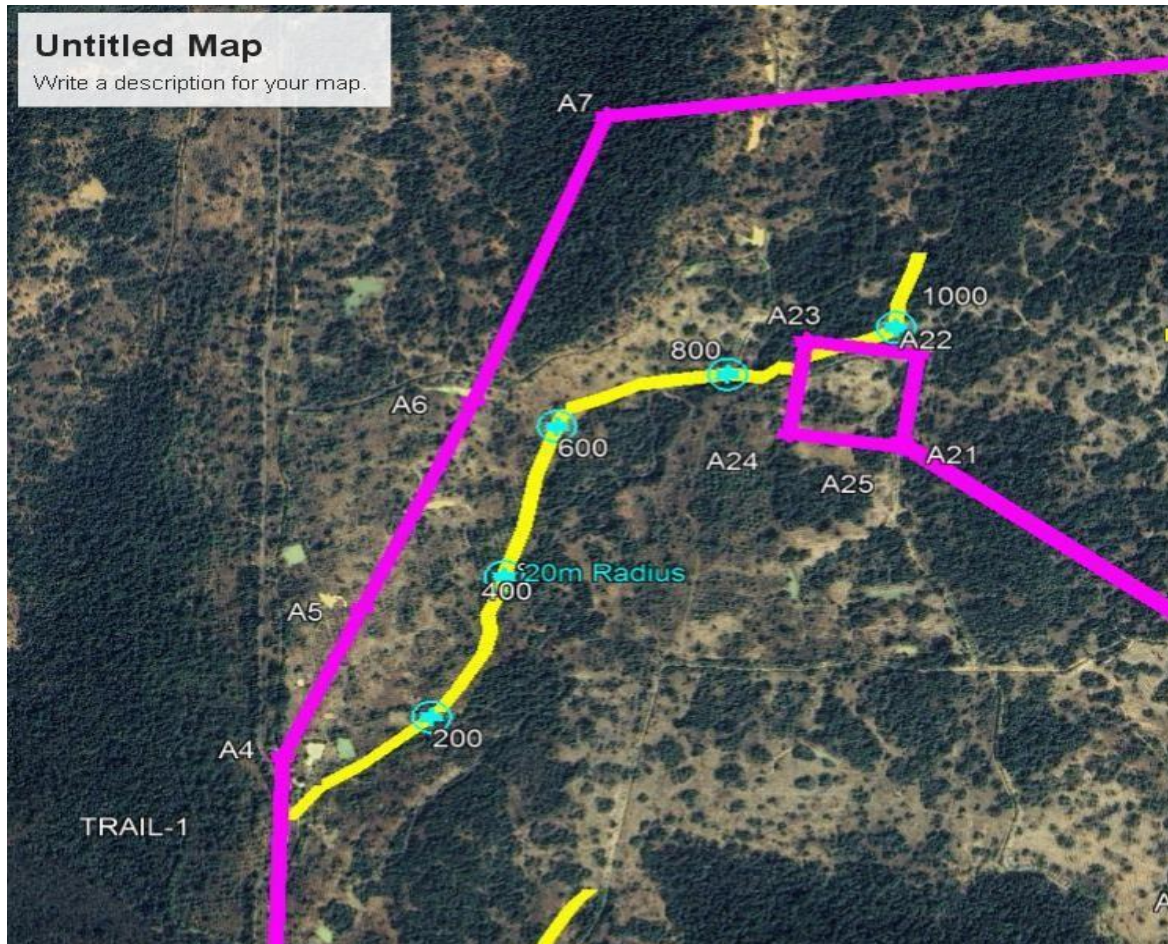 Untitled Map
Write a description for your map.
A7
1000
A23
A22
800
A6
600
A24
A21
A25
20m Radius
400
A5
200
A4
TRAIL-1
A